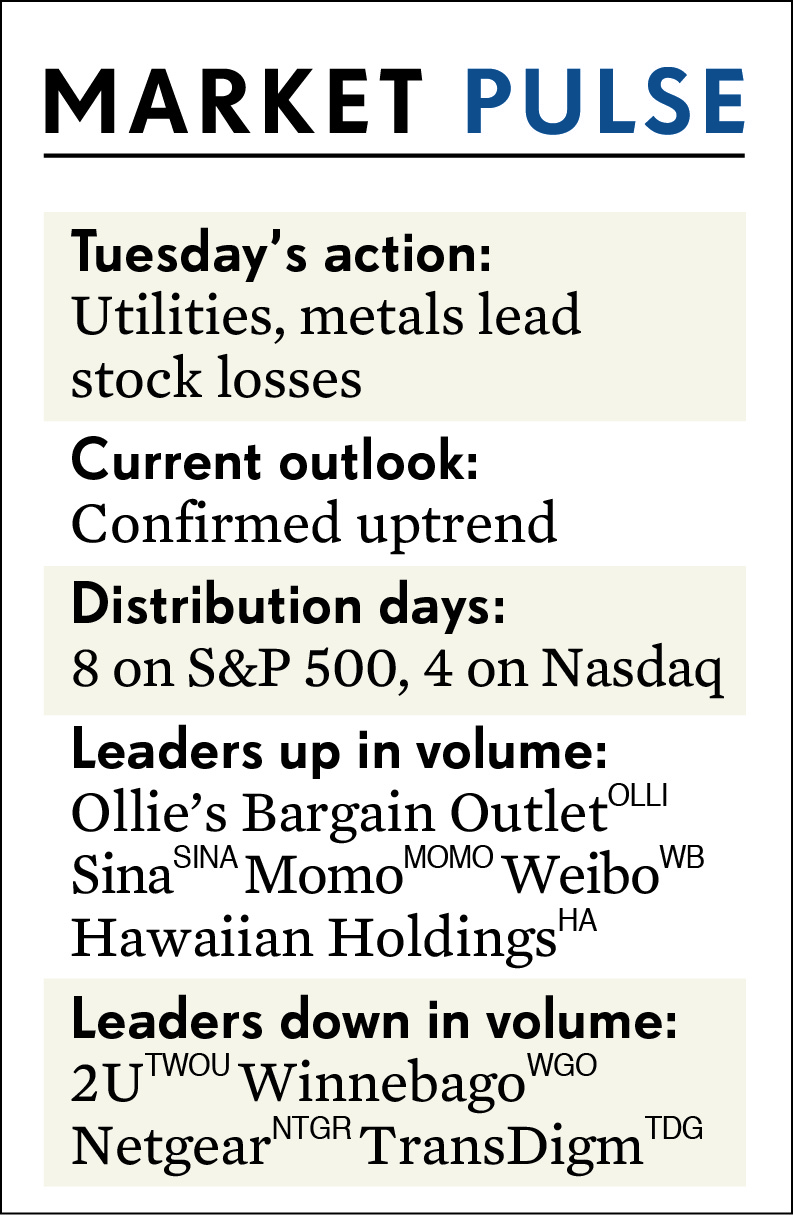 MARKET PULSE
Tuesday’s action:
Utilities, metals lead
stock losses
Current outlook:
Confirmed uptrend
Distribution days:
8 on S&P 500, 4 on Nasdaq
Leaders up in volume:
Ollie’s Bargain Outlet OLLI
Sina SINA Momo MOMO Weibo WB
Hawaiian Holdings HA
Leaders down in volume:
2U TWOU Winnebago WGO
Netgear NTGR TransDigm TDG